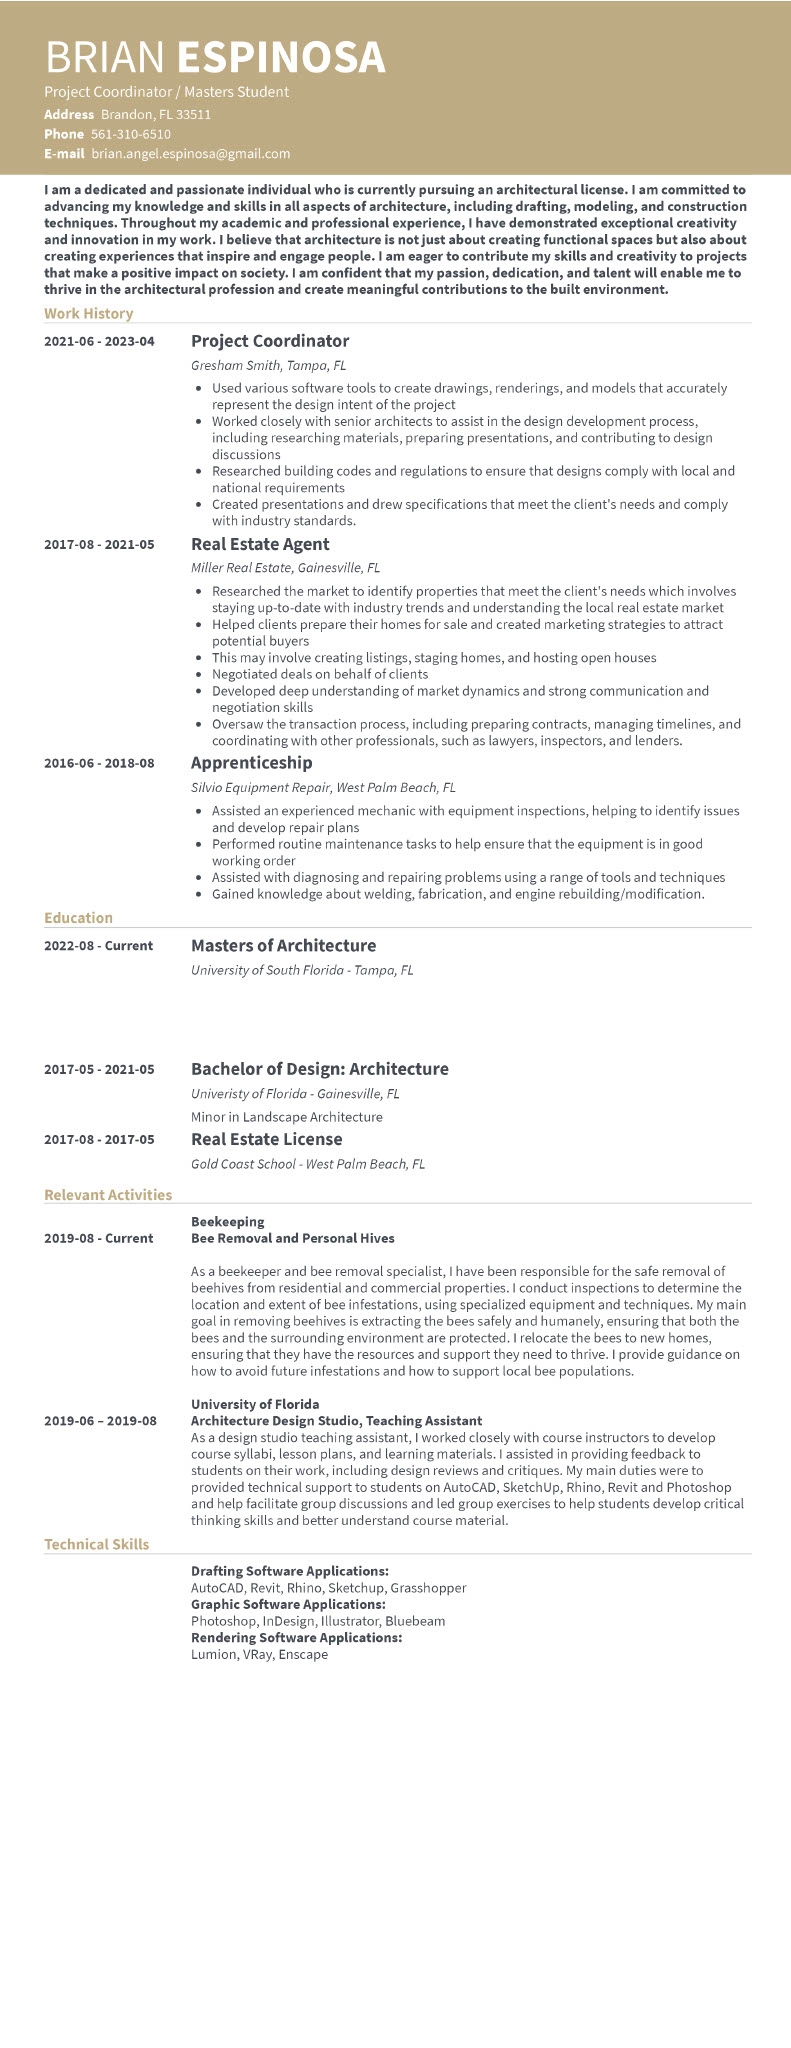 BRIAN ESPINOSA
Project Coordinator / Masters Student
Address Brandon, FL 33511
Phone 561-310-6510
E-mail brian.angel.espinosa@gmail.com
I am a dedicated and passionate individual who is currently pursuing an architectural license. I am committed to
advancing my knowledge and skills in all aspects of architecture, including drafting, modeling, and construction
techniques. Throughout my academic and professional experience, I have demonstrated exceptional creativity
and innovation in my work. I believe that architecture is not just about creating functional spaces but also about
creating experiences that inspire and engage people. I am eager to contribute my skills and creativity to projects
that make a positive impact on society. I am confident that my passion, dedication, and talent will enable me to
thrive in the architectural profession and create meaningful contributions to the built environment.
Work History
2021-06 - 2023-04 Project Coordinator
Gresham Smith, Tampa, FL
• Used various software tools to create drawings, renderings, and models that accurately
represent the design intent of the project
• Worked closely with senior architects to assist in the design development process,
including researching materials, preparing presentations, and contributing to design
discussions
• Researched building codes and regulations to ensure that designs comply with local and
national requirements
• Created presentations and drew specifications that meet the client's needs and comply
with industry standards.
2017-08 - 2021-05 Real Estate Agent
Miller Real Estate, Gainesville, FL
• Researched the market to identify properties that meet the client's needs which involves
staying up-to-date with industry trends and understanding the local real estate market
• Helped clients prepare their homes for sale and created marketing strategies to attract
potential buyers
• This may involve creating listings, staging homes, and hosting open houses
• Negotiated deals on behalf of clients
• Developed deep understanding of market dynamics and strong communication and
negotiation skills
• Oversaw the transaction process, including preparing contracts, managing timelines, and
coordinating with other professionals, such as lawyers, inspectors, and lenders.
2016-06 - 2018-08 Apprenticeship
Silvio Equipment Repair, West Palm Beach, FL
• Assisted an experienced mechanic with equipment inspections, helping to identify issues
and develop repair plans
• Performed routine maintenance tasks to help ensure that the equipment is in good
working order
• Assisted with diagnosing and repairing problems using a range of tools and techniques
• Gained knowledge about welding, fabrication, and engine rebuilding/modification.
Education
2022-08 - Current Masters of Architecture
University of South Florida - Tampa, FL
2017-05 - 2021-05 Bachelor of Design: Architecture
Univeristy of Florida - Gainesville, FL
Minor in Landscape Architecture
2017-08 - 2017-05 Real Estate License
Gold Coast School - West Palm Beach, FL
Relevant Activities
Beekeeping
2019-08 - Current Bee Removal and Personal Hives
As a beekeeper and bee removal specialist, I have been responsible for the safe removal of
beehives from residential and commercial properties. I conduct inspections to determine the
location and extent of bee infestations, using specialized equipment and techniques. My main
goal in removing beehives is extracting the bees safely and humanely, ensuring that both the
bees and the surrounding environment are protected. I relocate the bees to new homes,
ensuring that they have the resources and support they need to thrive. I provide guidance on
how to avoid future infestations and how to support local bee populations.
University of Florida
2019-06 – 2019-08 Architecture Design Studio, Teaching Assistant
As a design studio teaching assistant, I worked closely with course instructors to develop
course syllabi, lesson plans, and learning materials. I assisted in providing feedback to
students on their work, including design reviews and critiques. My main duties were to
provided technical support to students on AutoCAD, SketchUp, Rhino, Revit and Photoshop
and help facilitate group discussions and led group exercises to help students develop critical
thinking skills and better understand course material.
Technical Skills
Drafting Software Applications:
AutoCAD, Revit, Rhino, Sketchup, Grasshopper
Graphic Software Applications:
Photoshop, InDesign, Illustrator, Bluebeam
Rendering Software Applications:
Lumion, VRay, Enscape